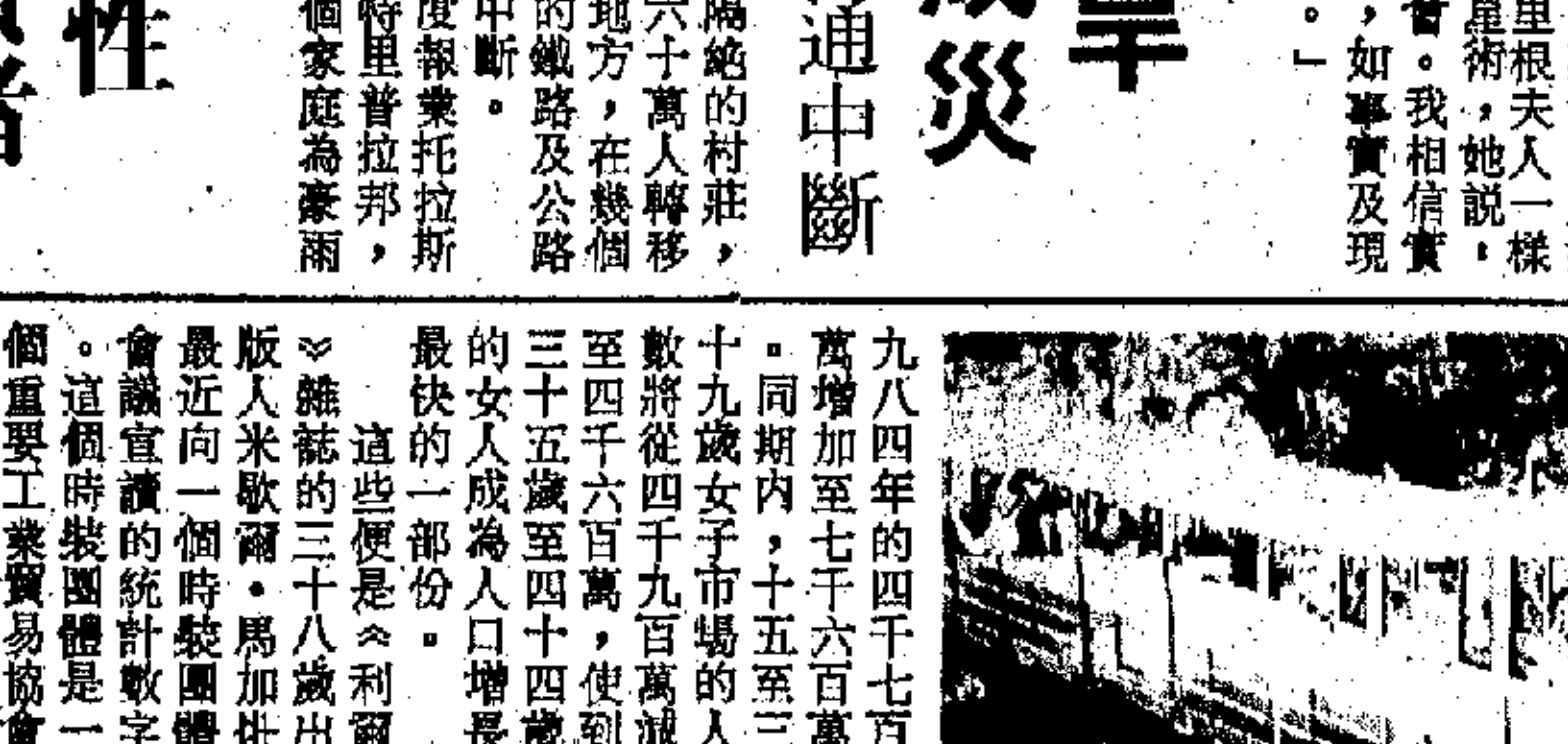 里根夫人一樣
星術，她説，
。我相信實
，如事實及現
。」
災
通中斷
隔絶的村莊，
六十萬人轉移
地方，在幾個
的鐵路及公路
中斷。
度報業托拉斯
特里普拉邦，
個家庭為豪雨
性
九八四年的四千七百
萬增加至七千六百萬
。同期内，十五至三
十九歲女子市場的人
數將從四千九百萬減
至四千六百萬，使到
三十五歲至四十四歲
的女人成為人口增長
最快的一部份。
這些便是《利爾
》雜誌的三十八歲出
版人米歇爾・馬加
最近向一個時裝團體
會議宣讀的統計數字
。這個時裝團體是一
個重要工業貿易協會